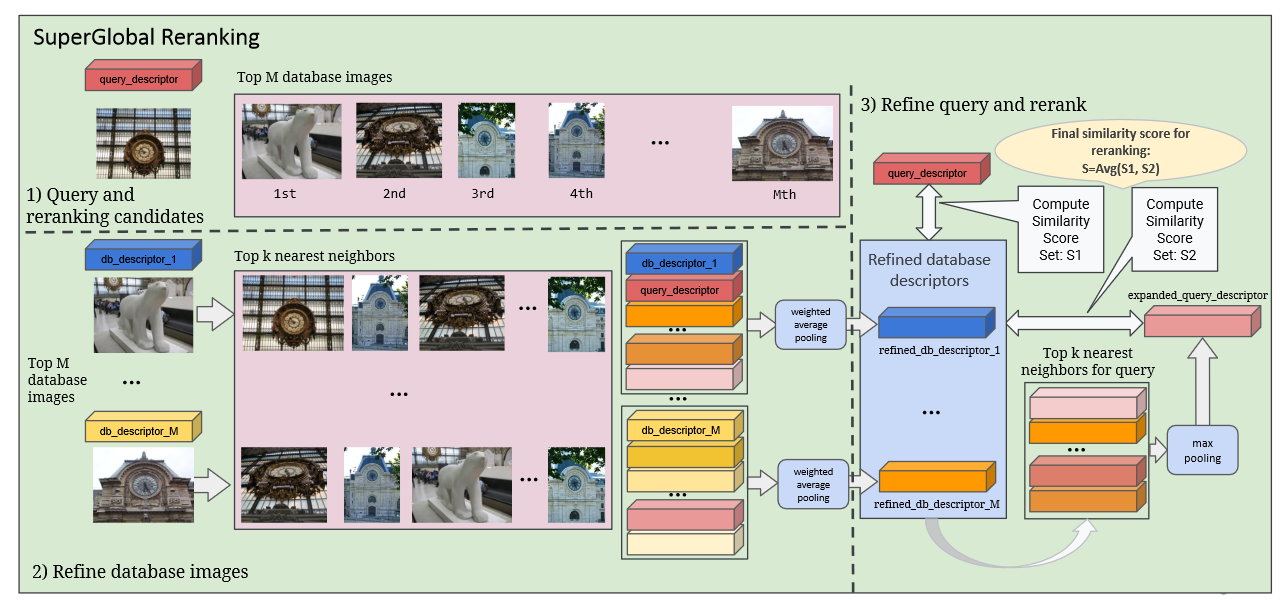 SuperGlobal Reranking
query_descriptor
Top M database images
1st
2nd
3rd
4th
...
Mth
1) Query and
reranking candidates
db_descriptor_1
Top M
database
images
...
db_descriptor_M
Top k nearest neighbors
...
...
...
db_descriptor_1
query_descriptor
...
...
db_descriptor_M
...
weighted
average
pooling
weighted
average
pooling
2) Refine database images
3) Refine query and rerank
Final similarity score for
reranking:
S=Avg(S1, S2)
query_descriptor
Compute
Similarity
Score
Set: S1
Compute
Similarity
Score
Set: S2
Refined database
descriptors
refined_db_descriptor_1
...
refined_db_descriptor_M
expanded_query_descriptor
Top k nearest
neighbors for query
...
max
pooling